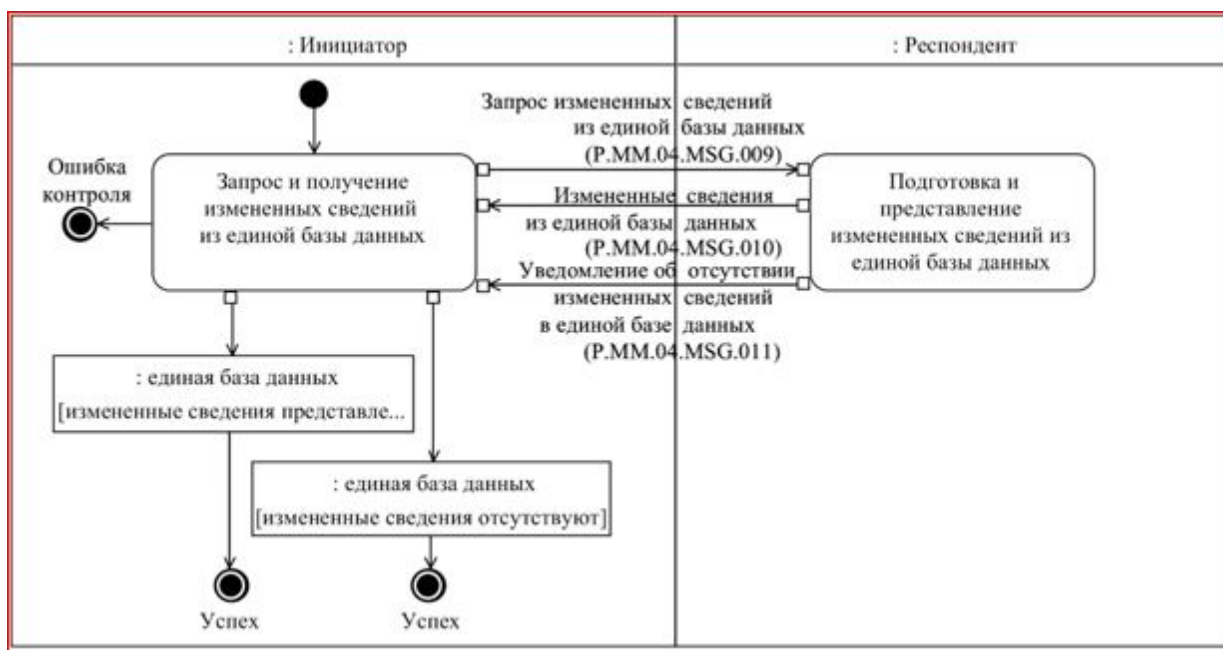 : Инициатор
: Респондент
Запрос измененных сведений
из единой базы данных
(P.MM.04.MSG.009)
Ошибка
контроля
Запрос и получение
измененных сведений
из единой базы данных
Измененные сведения
из единой базы данных
(P.MM.04.MSG.010)
Уведомление об отсутствии
измененных сведений
в единой базе данных
(P.MM.04.MSG.011)
Подготовка и
представление
измененных сведений из
единой базы данных
: единая база данных
[измененные сведения представле...
: единая база данных
[измененные сведения отсутствуют]
Успех
Успех